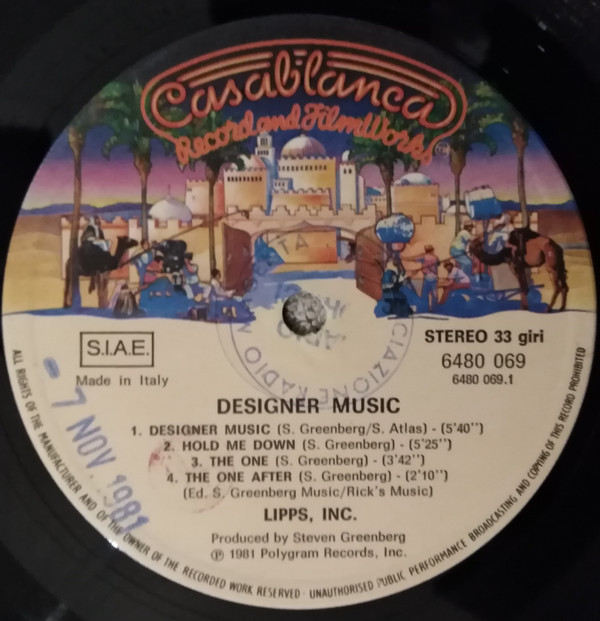 Casablanca
Record and FilmWorks
S.I.A.E.
Made in Italy
STEREO 33 giri
6480 069
6480 069.1
7 NOV 1981
CIAZIONE RADIO
DESIGNER MUSIC
1. DESIGNER MUSIC (S. Greenberg/S. Atlas) - (5'40")
2. HOLD ME DOWN (S. Greenberg) - (5'25")
3. THE ONE (S. Greenberg) - (3'42")
4. THE ONE AFTER (S. Greenberg) - (2'10")
(Ed. S. Greenberg Music/Rick's Music)
LIPPS, INC.
Produced by Steven Greenberg
℗ 1981 Polygram Records, Inc.
ALL RIGHTS OF THE MANUFACTURER AND OF THE OWNER OF THE RECORDED WORK RESERVED - UNAUTHORISED PUBLIC PERFORMANCE BROADCASTING AND COPYING OF THIS RECORD PROHIBITED